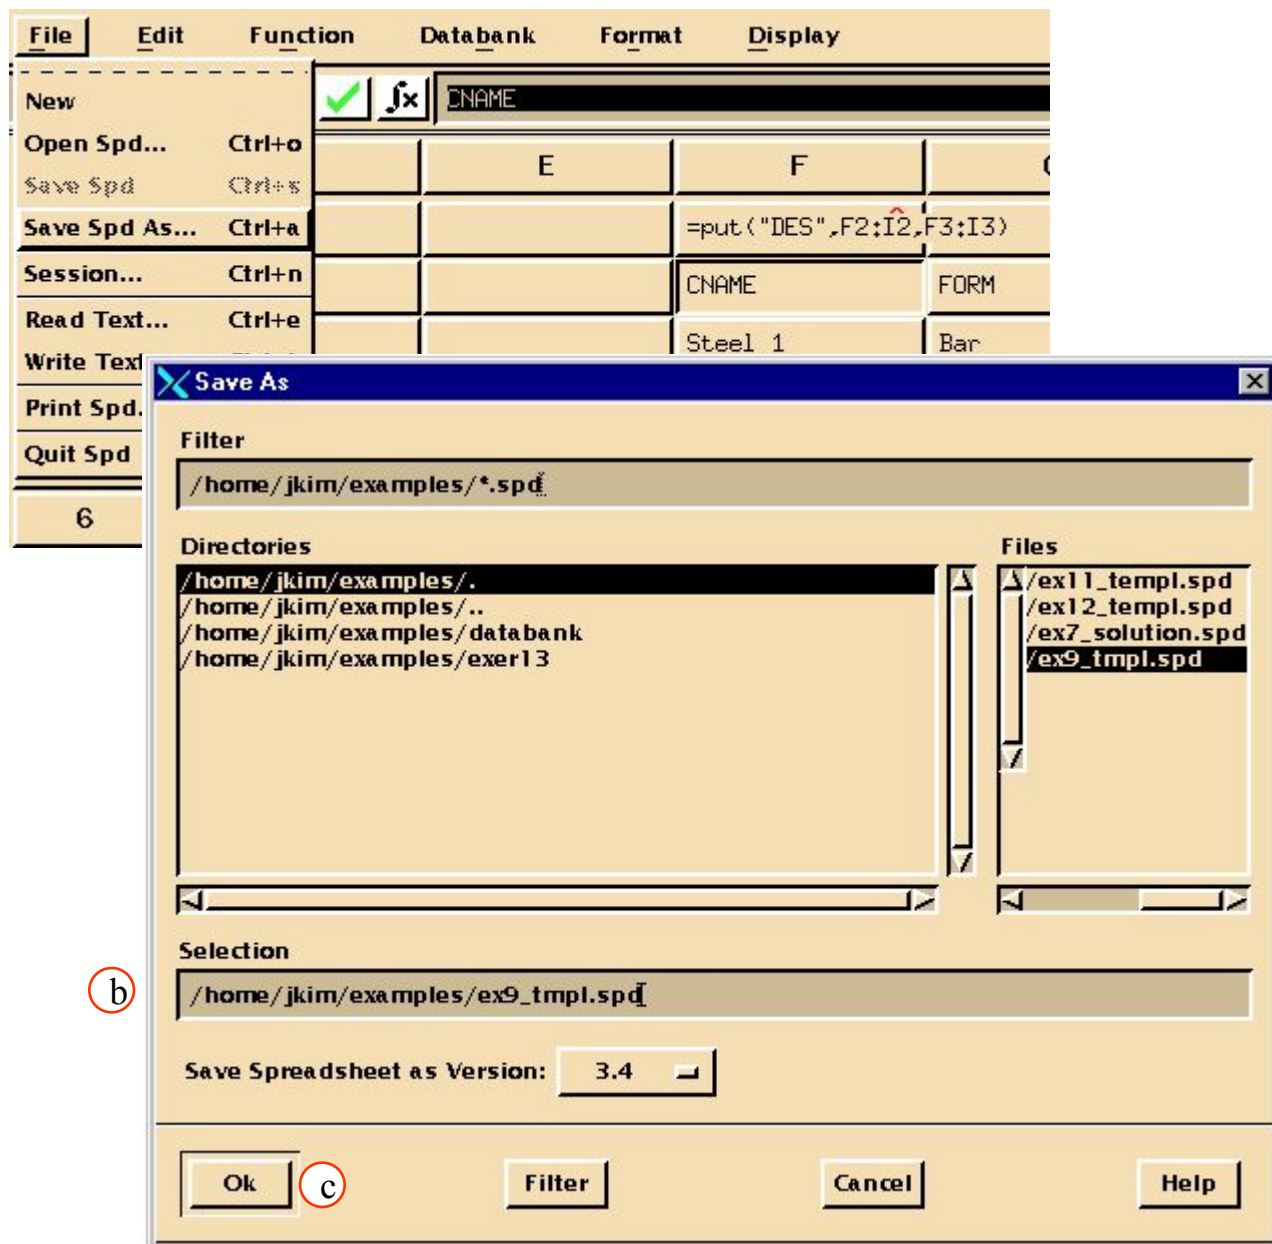 File Edit Function Databank Format Display
New
CNAME
Open Spd... Ctrl+o
E F
Save Spd Ctrl+s
Save Spd As... Ctrl+a
=put("DES",F2:I2,F3:I3)
Session... Ctrl+n
CNAME FORM
Read Text... Ctrl+e
Steel 1 Bar
Write Text
Print Spd.
Quit Spd
6
Save As
Filter
/home/jkim/examples/*.spd
Directories
/home/jkim/examples/.
/home/jkim/examples/..
/home/jkim/examples/databank
/home/jkim/examples/exer13
Files
/ex11_templ.spd
/ex12_templ.spd
/ex7_solution.spd
/ex9_tmpl.spd
Selection
b
/home/jkim/examples/ex9_tmpl.spd
Save Spreadsheet as Version: 3.4
Ok c Filter Cancel Help